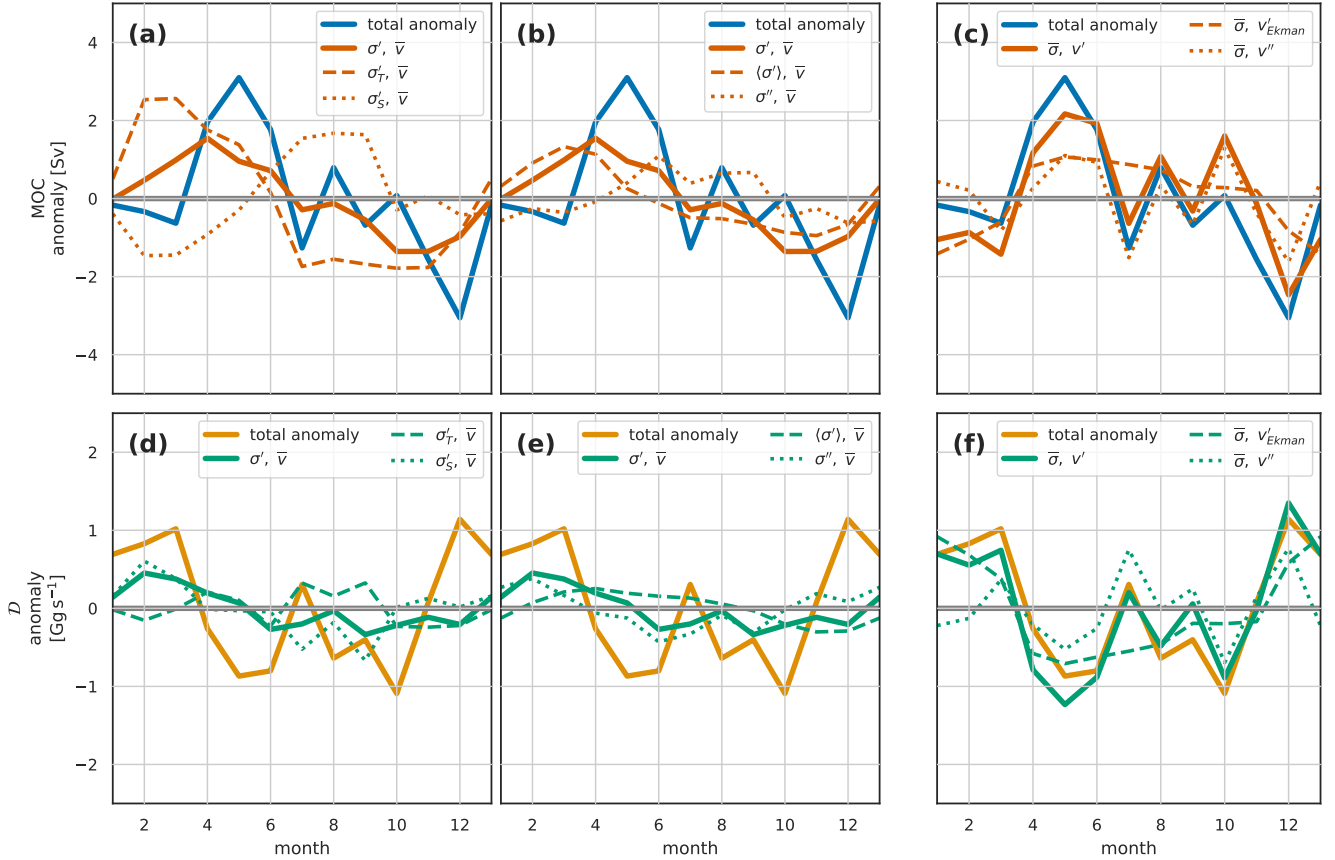 (a)
total anomaly
σ′, v̅
σ′_T, v̅
σ′_S, v̅
(b)
total anomaly
σ′, v̅
⟨σ′⟩, v̅
σ″, v̅
(c)
total anomaly
σ̅, v′
σ̅, v′_Ekman
σ̅, v″
4
2
0
−2
−4
MOC
anomaly [Sv]
(d)
total anomaly
σ′, v̅
σ′_T, v̅
σ′_S, v̅
(e)
total anomaly
σ′, v̅
⟨σ′⟩, v̅
σ″, v̅
(f)
total anomaly
σ̅, v′
σ̅, v′_Ekman
σ̅, v″
2
1
0
−1
−2
𝒟
anomaly
[Gg s⁻¹]
2 4 6 8 10 12
month
2 4 6 8 10 12
month
2 4 6 8 10 12
month